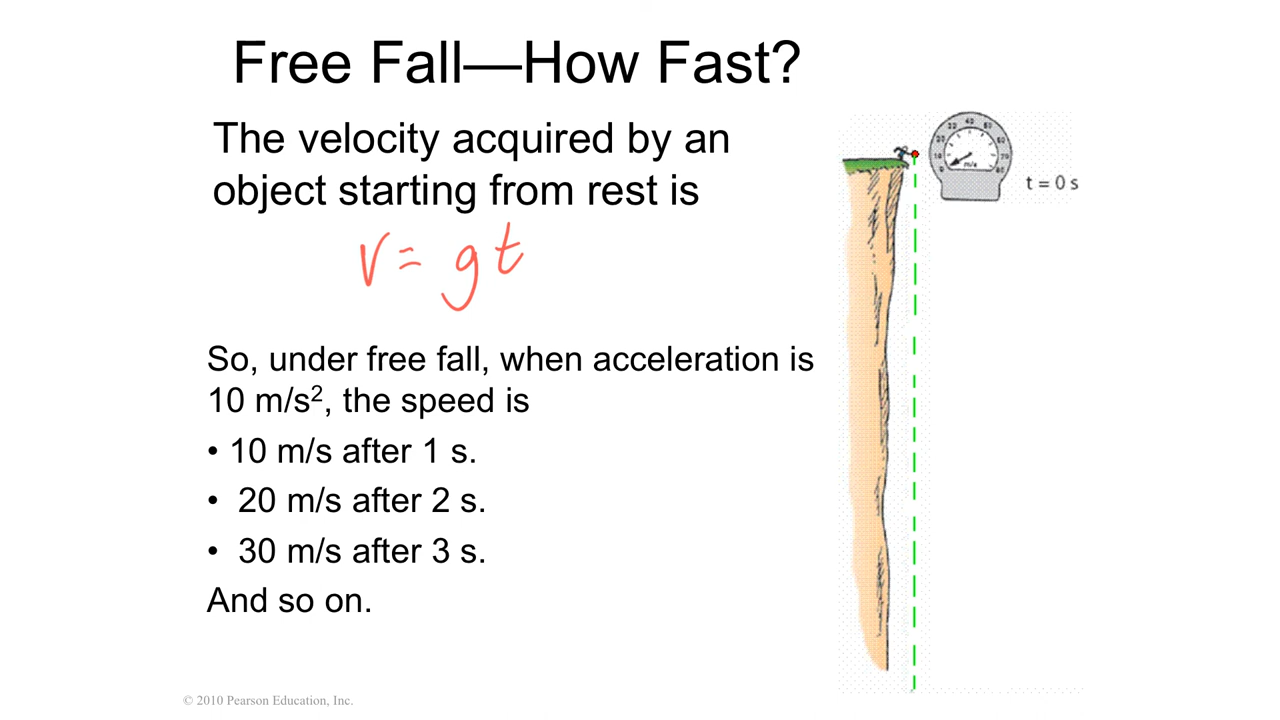 Free Fall—How Fast?
The velocity acquired by an
object starting from rest is
v = gt
So, under free fall, when acceleration is
10 m/s², the speed is
• 10 m/s after 1 s.
• 20 m/s after 2 s.
• 30 m/s after 3 s.
And so on.
t = 0 s
m/s
© 2010 Pearson Education, Inc.